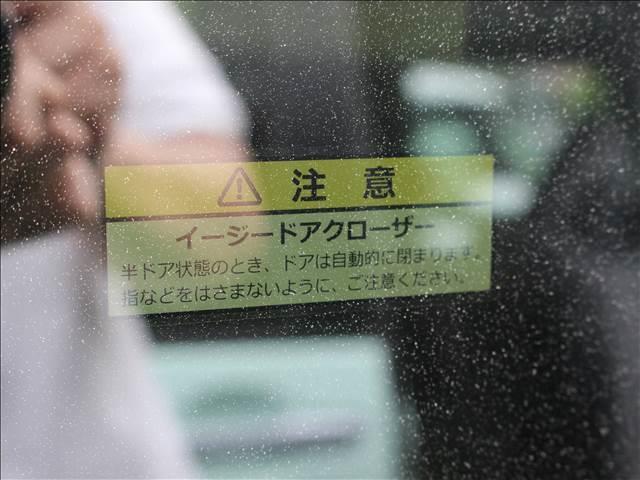 注意
イージードアクローザー
半ドア状態のとき、ドアは自動的に閉まります。
指などをはさまないように、ご注意ください。